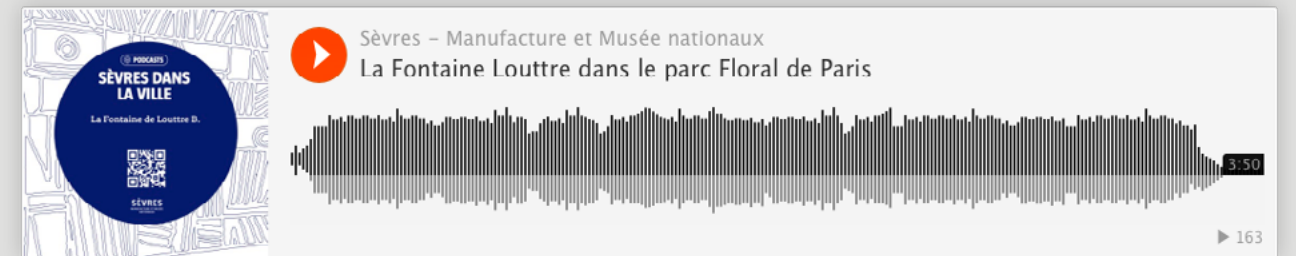 PODCASTS
SÈVRES DANS
LA VILLE
La Fontaine de Louttre B.
SÈVRES
Sèvres – Manufacture et Musée nationaux
La Fontaine Louttre dans le parc Floral de Paris
3:50
163